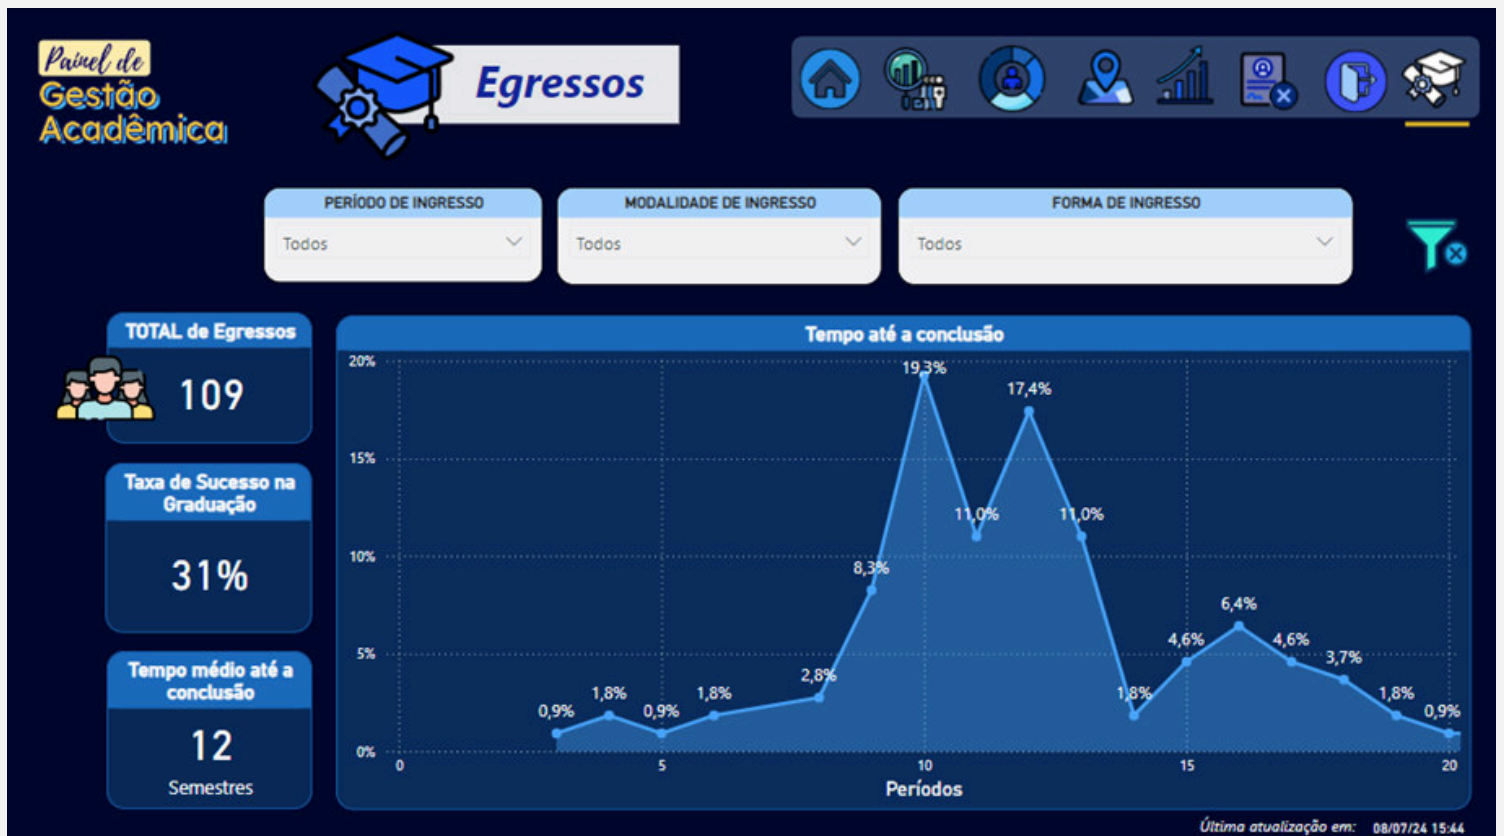 Painel de
Gestão
Acadêmica
Egressos
PERÍODO DE INGRESSO
Todos
MODALIDADE DE INGRESSO
Todos
FORMA DE INGRESSO
Todos
TOTAL de Egressos
109
Taxa de Sucesso na
Graduação
31%
Tempo médio até a
conclusão
12
Semestres
Tempo até a conclusão
20%
15%
10%
5%
0%
0,9%
1,8%
0,9%
1,8%
2,8%
8,3%
19,3%
11,0%
17,4%
11,0%
1,8%
4,6%
6,4%
4,6%
3,7%
1,8%
0,9%
0
5
10
15
20
Períodos
Última atualização em: 08/07/24 15:44